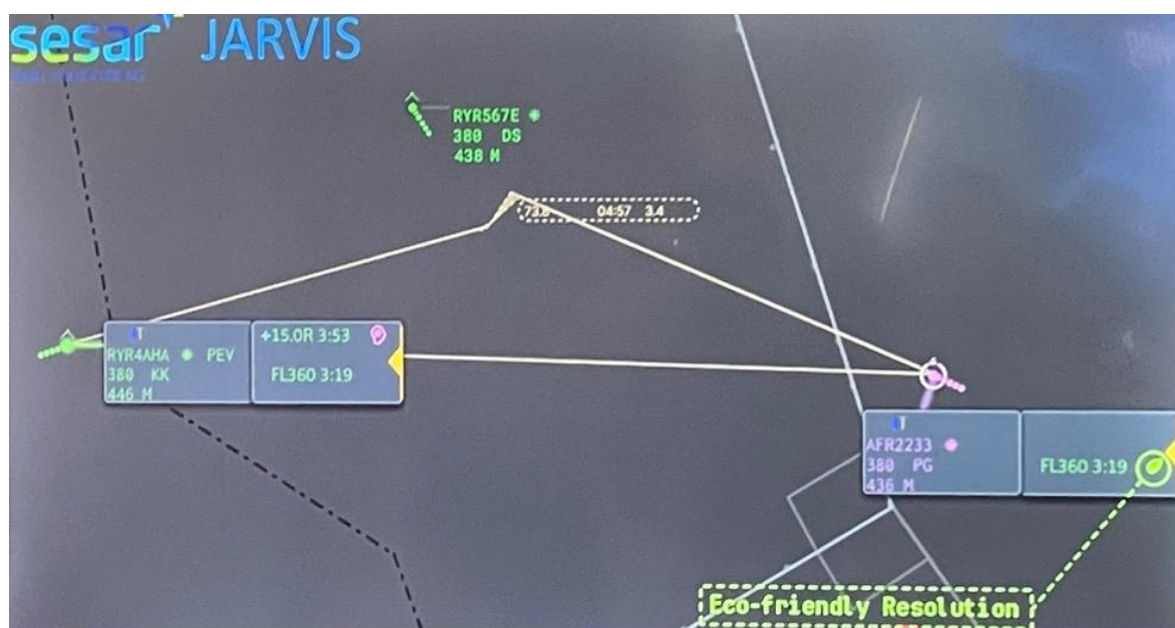 sesar JARVIS
RYR567E
380 DS
438 M
04:57 3.4
+15.0R 3:53
RYR4AHA PEV
380 KK
FL360 3:19
446 M
AFR2233
380 PG
FL360 3:19
436 M
Eco-friendly Resolution